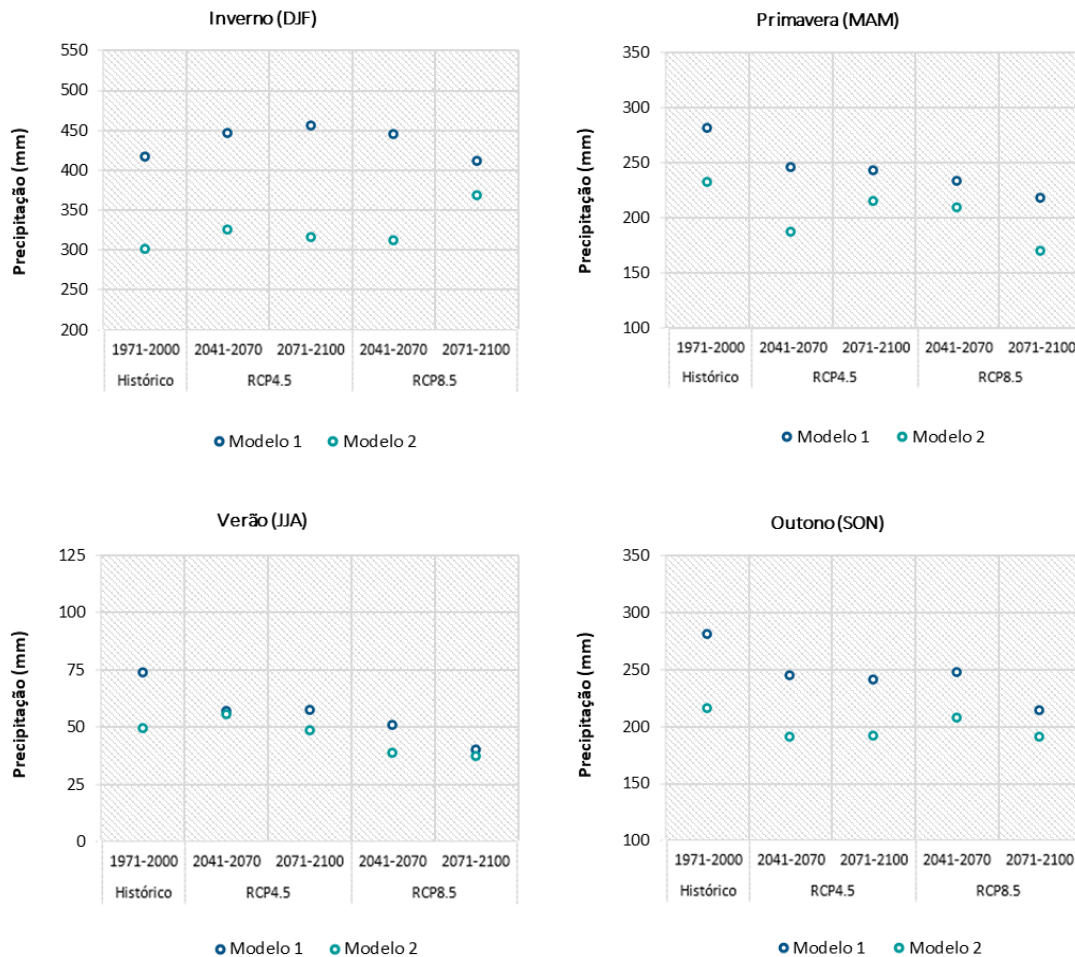 Inverno (DJF)
Precipitação (mm)
550
500
450
400
350
300
250
200
1971-2000 2041-2070 2071-2100 2041-2070 2071-2100
Histórico RCP4.5 RCP8.5
Modelo 1 Modelo 2
Primavera (MAM)
Precipitação (mm)
350
300
250
200
150
100
1971-2000 2041-2070 2071-2100 2041-2070 2071-2100
Histórico RCP4.5 RCP8.5
Modelo 1 Modelo 2
Verão (JJA)
Precipitação (mm)
125
100
75
50
25
0
1971-2000 2041-2070 2071-2100 2041-2070 2071-2100
Histórico RCP4.5 RCP8.5
Modelo 1 Modelo 2
Outono (SON)
Precipitação (mm)
350
300
250
200
150
100
1971-2000 2041-2070 2071-2100 2041-2070 2071-2100
Histórico RCP4.5 RCP8.5
Modelo 1 Modelo 2